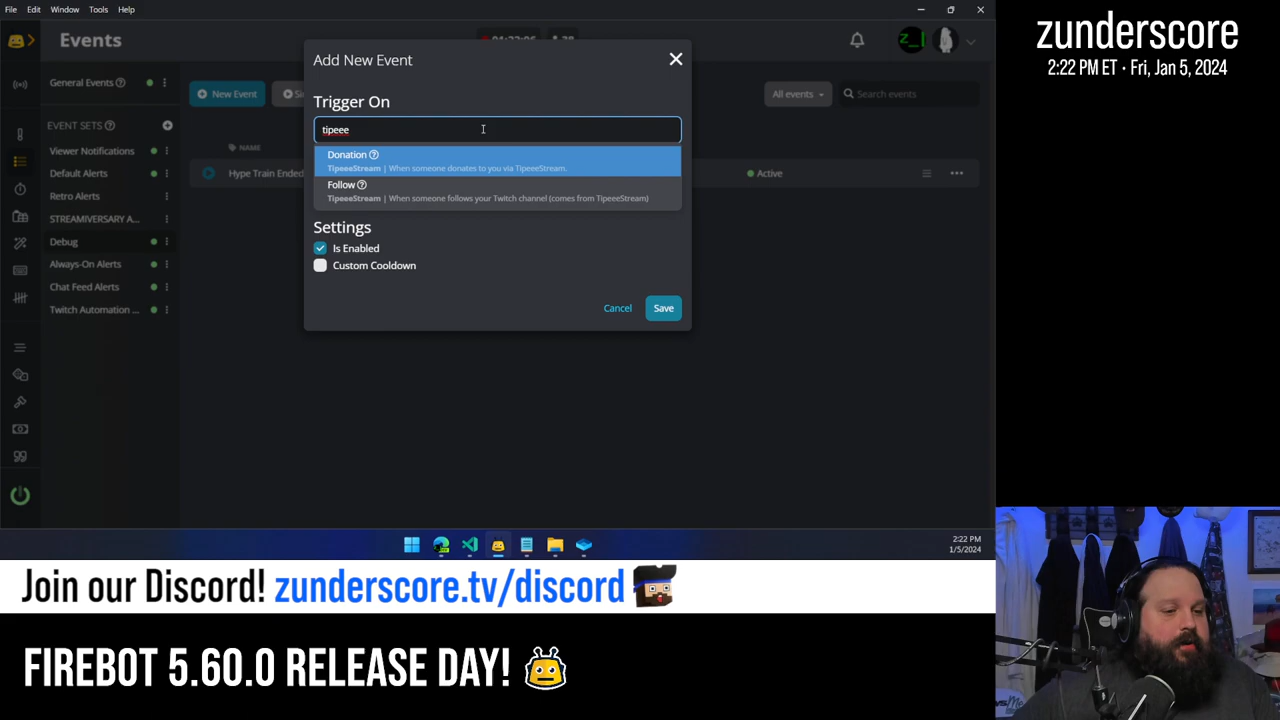 File Edit Window Tools Help
Events
zunderscore
2:22 PM ET • Fri, Jan 5, 2024
Add New Event
General Events
New Event
All events
Search events
Trigger On
EVENT SETS
tipeee
Viewer Notifications
NAME
Donation
TipeeeStream | When someone donates to you via TipeeeStream.
Default Alerts
Hype Train Ended
Active
Follow
TipeeeStream | When someone follows your Twitch channel (comes from TipeeeStream)
Retro Alerts
STREAMIVERSARY A...
Settings
Debug
Is Enabled
Always-On Alerts
Custom Cooldown
Chat Feed Alerts
Twitch Automation ...
Cancel
Save
2:22 PM
1/5/2024
Join our Discord! zunderscore.tv/discord
FIREBOT 5.60.0 RELEASE DAY!